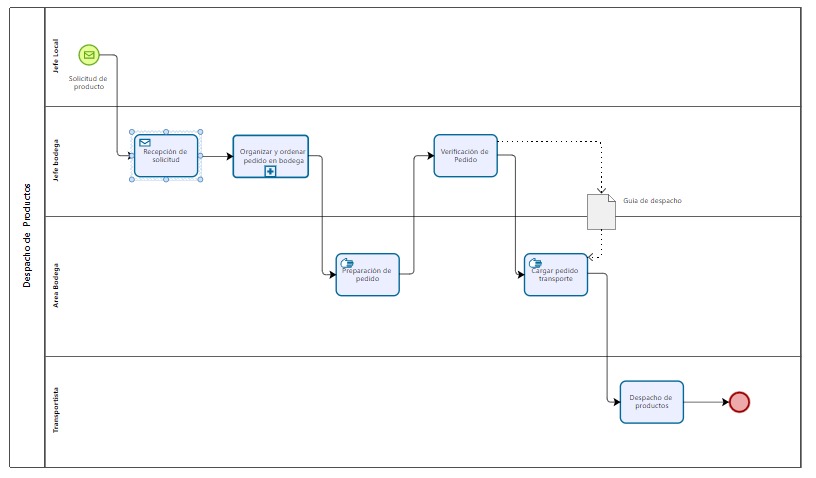 Despacho de Productos
Jefe Local
Solicitud de
producto
Jefe bodega
Recepción de
solicitud
Organizar y ordenar
pedido en bodega
Verificación de
Pedido
Guia de despacho
Area Bodega
Preparación de
pedido
Cargar pedido
transporte
Transportista
Despacho de
productos